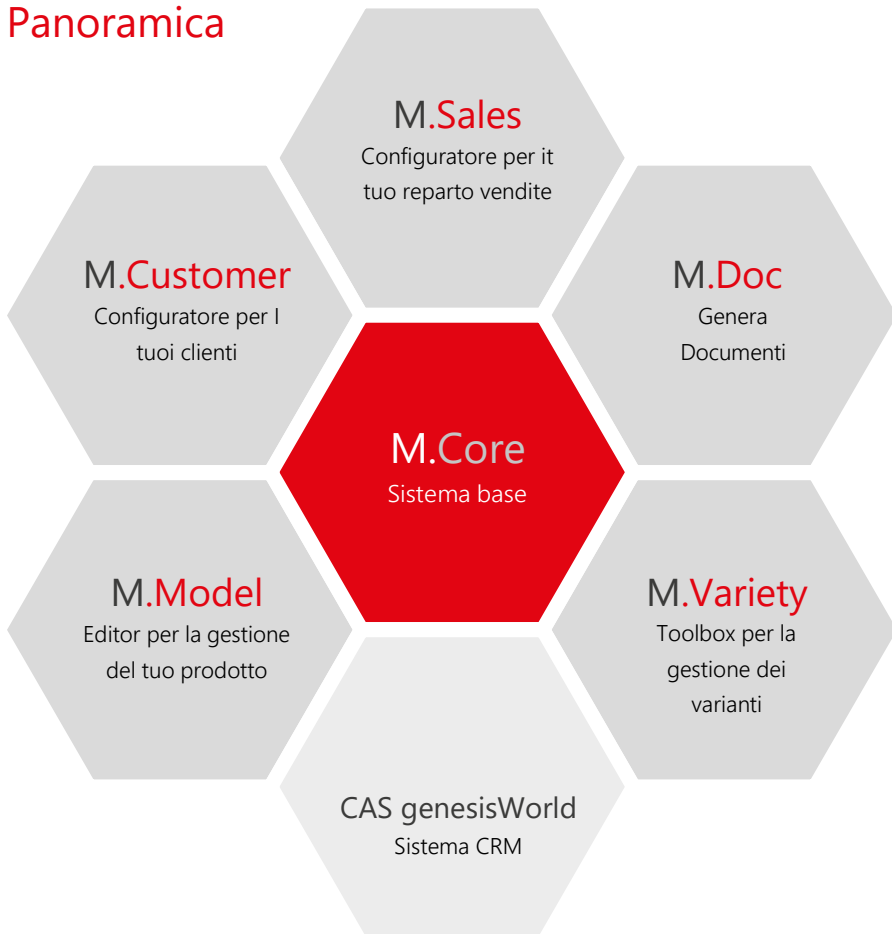 Panoramica
M.Sales
Configuratore per it
tuo reparto vendite
M.Customer
Configuratore per I
tuoi clienti
M.Doc
Genera
Documenti
M.Core
Sistema base
M.Model
Editor per la gestione
del tuo prodotto
M.Variety
Toolbox per la
gestione dei
varianti
CAS genesisWorld
Sistema CRM